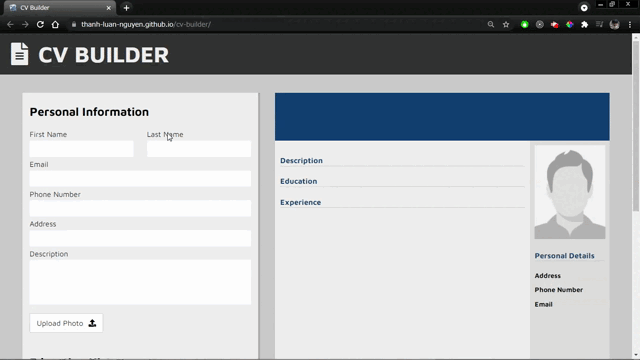 CV Builder
thanh-luan-nguyen.github.io/cv-builder/
CV BUILDER
Personal Information
First Name
Last Name
Email
Phone Number
Address
Description
Upload Photo
Description
Education
Experience
Personal Details
Address
Phone Number
Email